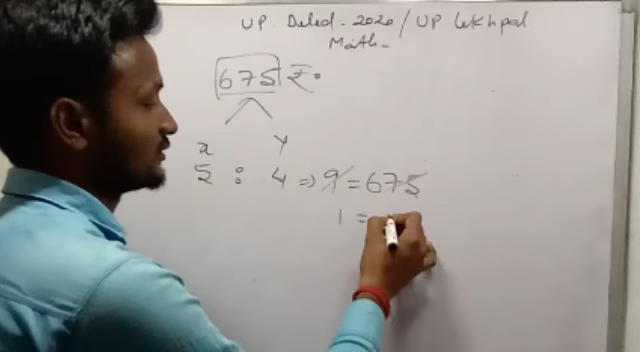 UP Deled-2020 / UP lekhpal
Math-
675 ₹.
x y
5 : 4 ⇒ 9 = 675
1 =